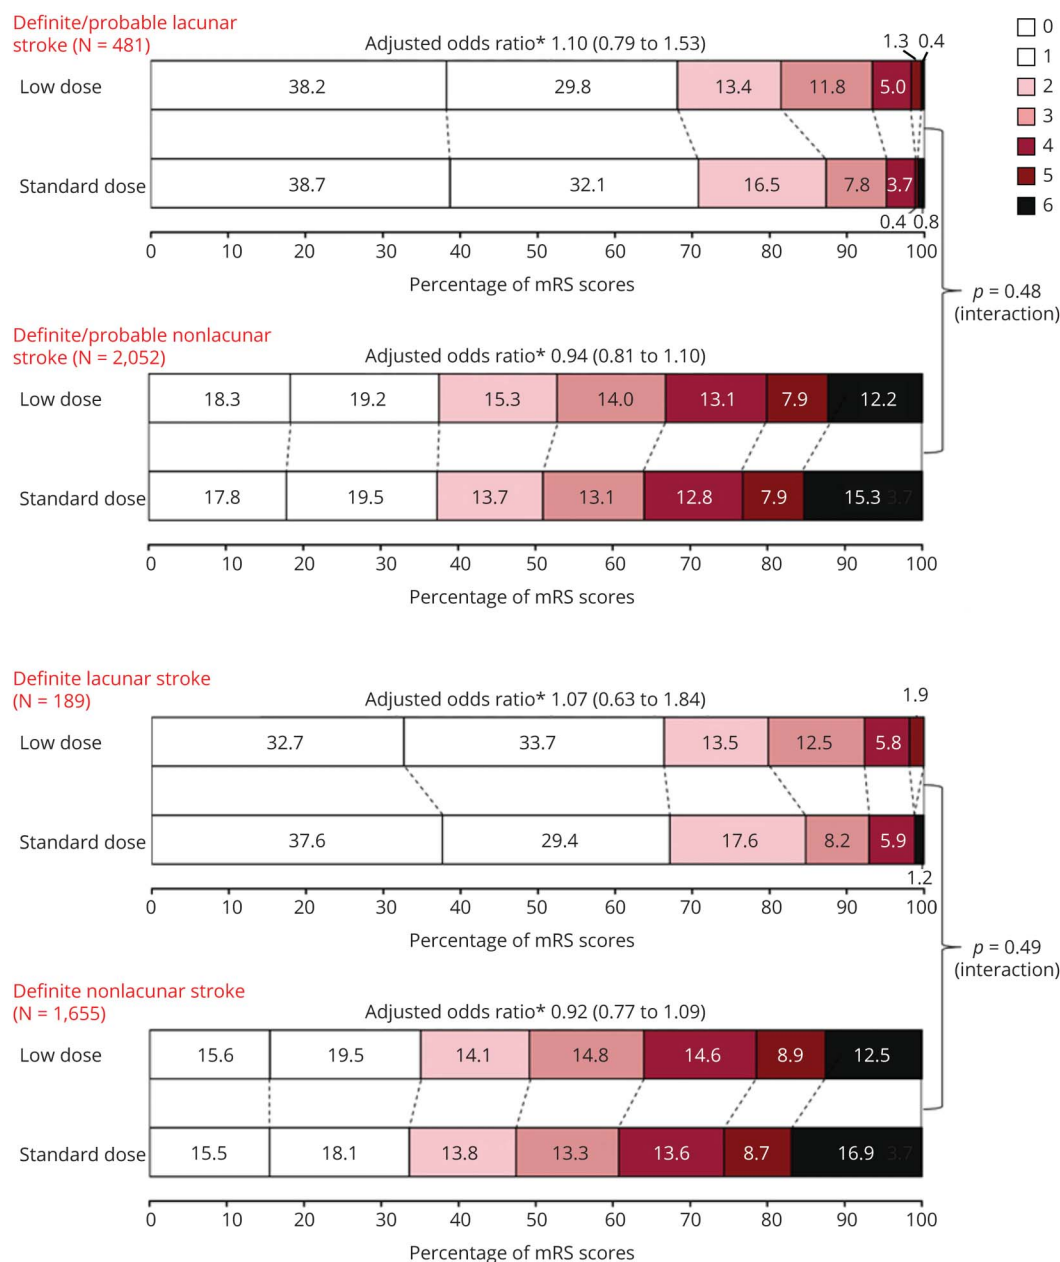 Definite/probable lacunar
stroke (N = 481)
Adjusted odds ratio* 1.10 (0.79 to 1.53)
1.3 0.4
Low dose 38.2 29.8 13.4 11.8 5.0
Standard dose 38.7 32.1 16.5 7.8 3.7
0.4 0.8
0 10 20 30 40 50 60 70 80 90 100
Percentage of mRS scores
0
1
2
3
4
5
6
p = 0.48
(interaction)
Definite/probable nonlacunar
stroke (N = 2,052)
Adjusted odds ratio* 0.94 (0.81 to 1.10)
Low dose 18.3 19.2 15.3 14.0 13.1 7.9 12.2
Standard dose 17.8 19.5 13.7 13.1 12.8 7.9 15.3 3.7
0 10 20 30 40 50 60 70 80 90 100
Percentage of mRS scores
Definite lacunar stroke
(N = 189)
Adjusted odds ratio* 1.07 (0.63 to 1.84)
1.9
Low dose 32.7 33.7 13.5 12.5 5.8
Standard dose 37.6 29.4 17.6 8.2 5.9
1.2
0 10 20 30 40 50 60 70 80 90 100
Percentage of mRS scores
p = 0.49
(interaction)
Definite nonlacunar stroke
(N = 1,655)
Adjusted odds ratio* 0.92 (0.77 to 1.09)
Low dose 15.6 19.5 14.1 14.8 14.6 8.9 12.5
Standard dose 15.5 18.1 13.8 13.3 13.6 8.7 16.9 3.7
0 10 20 30 40 50 60 70 80 90 100
Percentage of mRS scores